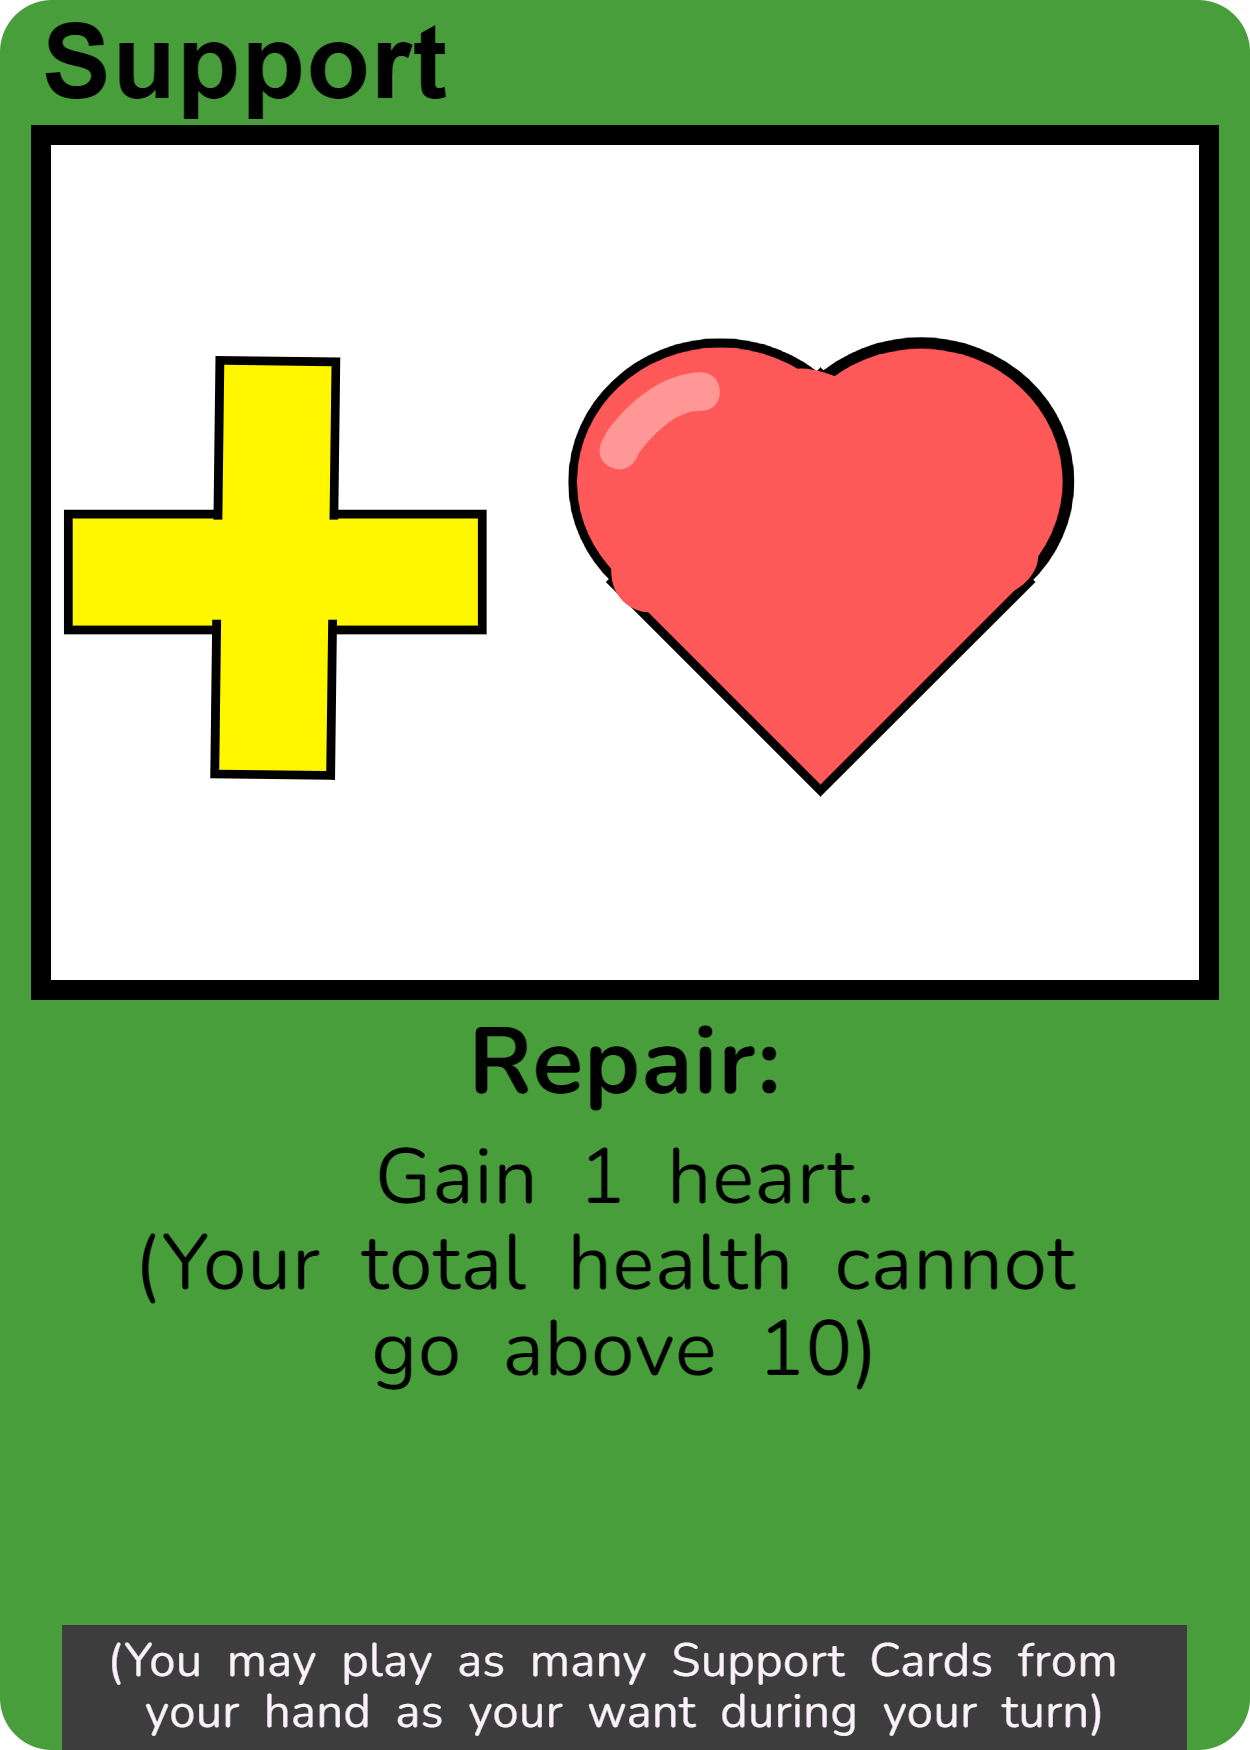 Support
Repair:
Gain 1 heart.
(Your total health cannot
go above 10)
(You may play as many Support Cards from
your hand as your want during your turn)